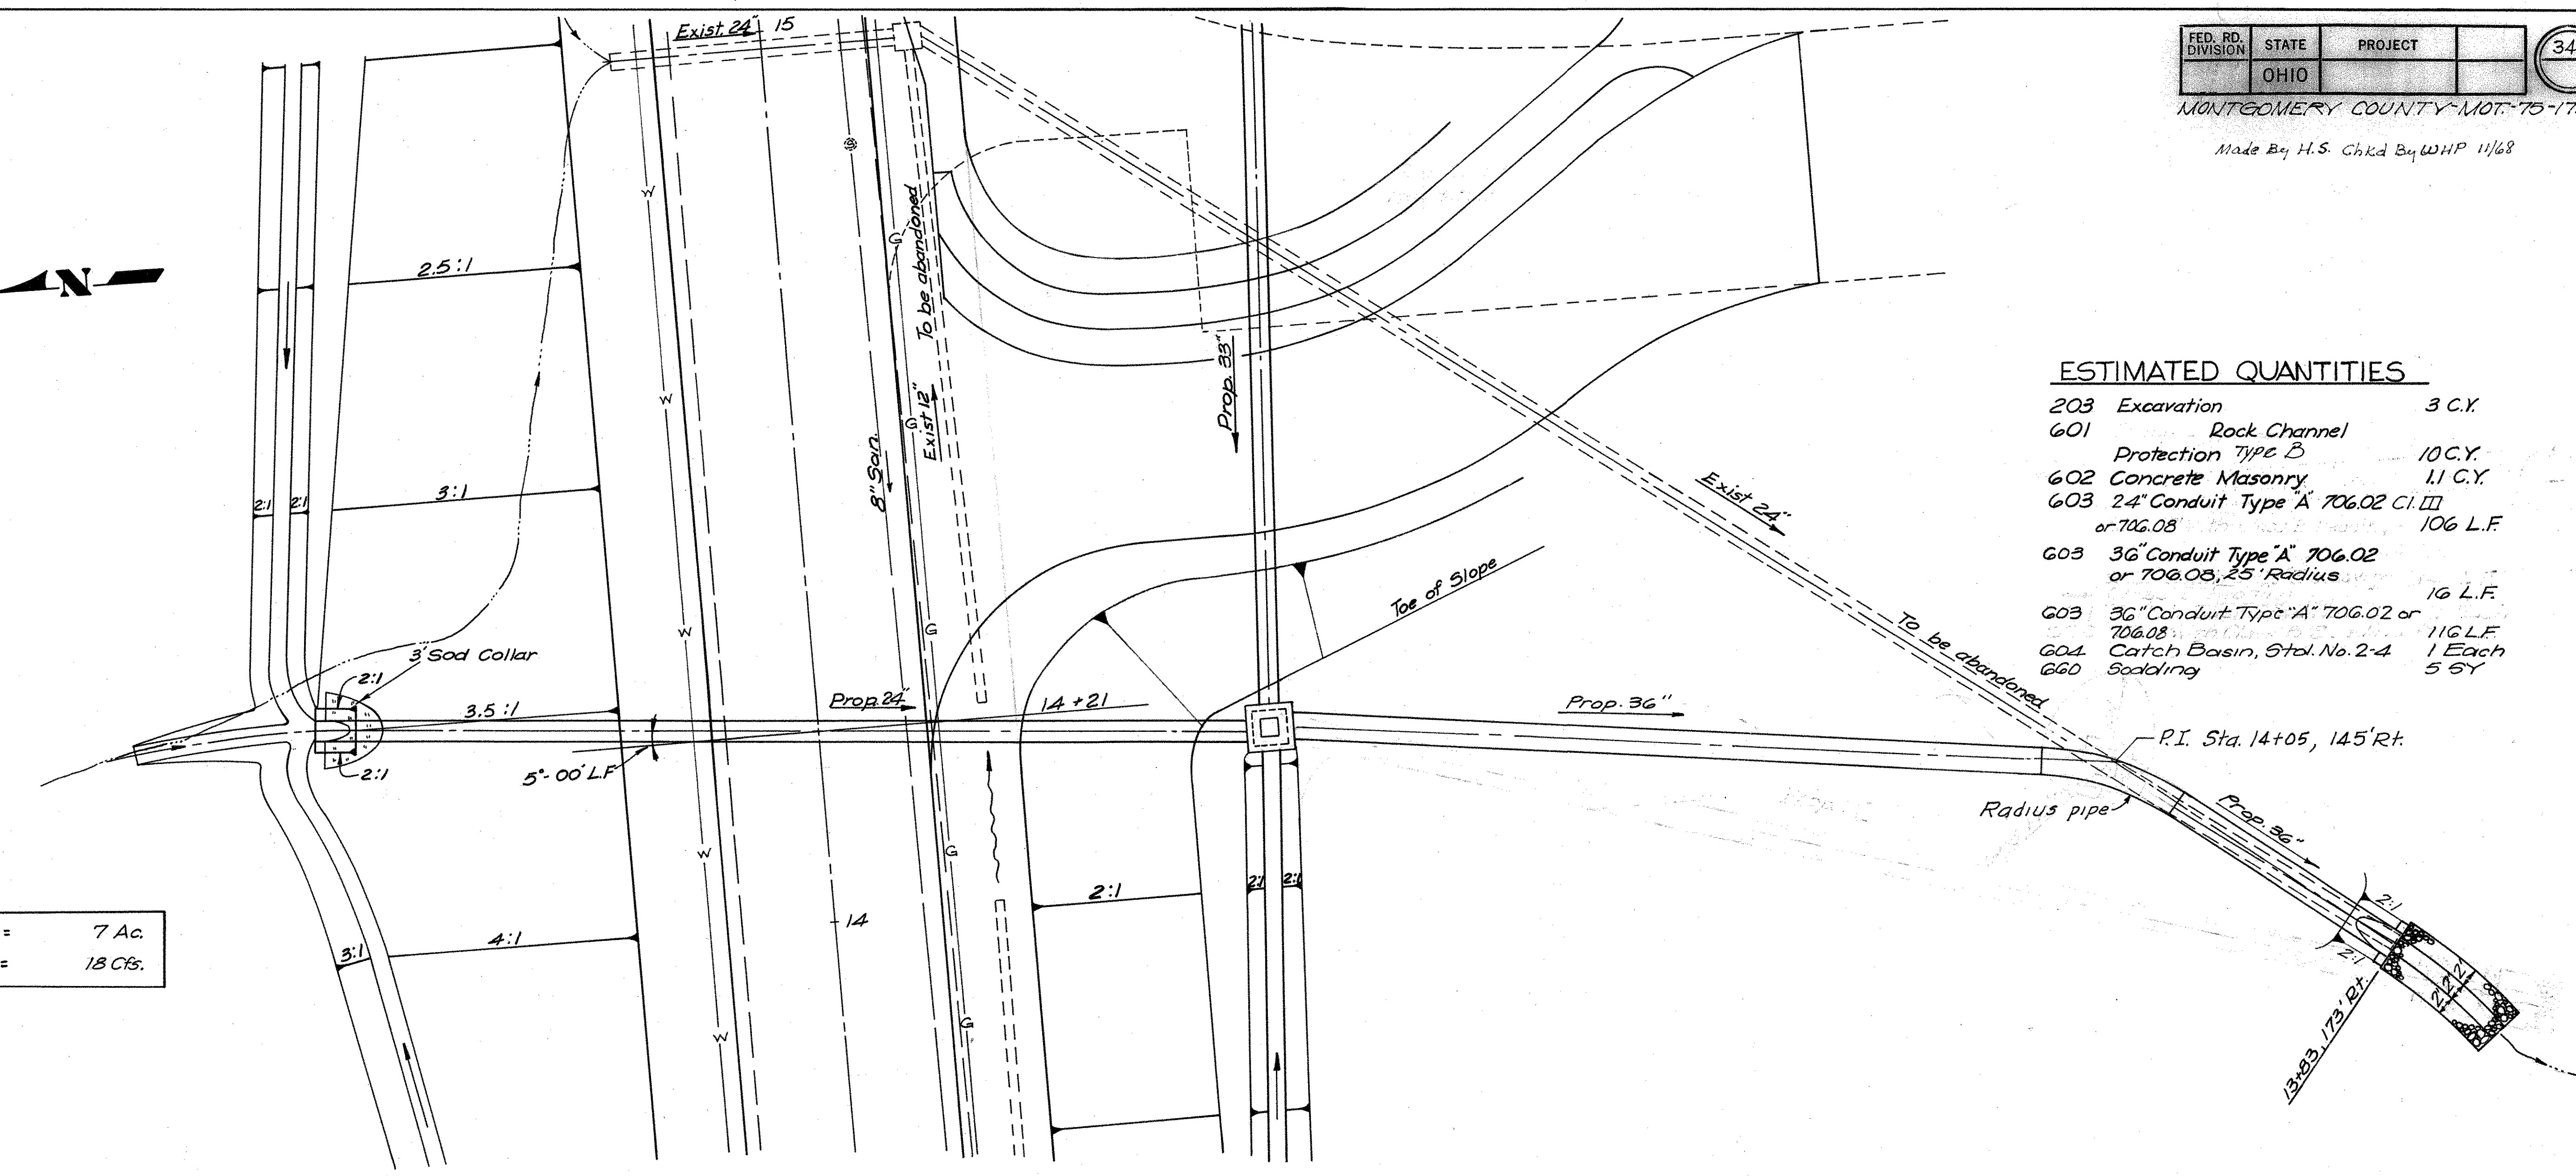 Exist. 24" 15
FED. RD. DIVISION STATE PROJECT
OHIO
34
MONTGOMERY COUNTY-MOT.-75-17
Made By H.S. Chkd By WHP 11/68
N
2.5:1
3:1
2:1 2:1
W
W
W
W
W
S
G
G
G
G
G
8" San.
Exist 12"
To be abandoned
Prop. 33"
Exist 24"
To be abandoned
ESTIMATED QUANTITIES
203 Excavation 3 C.Y.
601 Rock Channel
Protection Type B 10 C.Y.
602 Concrete Masonry 1.1 C.Y.
603 24" Conduit Type "A" 706.02 Cl. III
or 706.08 106 L.F.
603 36" Conduit Type "A" 706.02
or 706.08, 25' Radius
16 L.F.
603 36" Conduit Type "A" 706.02 or
706.08 116 L.F.
604 Catch Basin, Std. No. 2-4 1 Each
660 Sodding 5 SY
Toe of Slope
3' Sod Collar
2:1
3.5:1
Prop. 24"
14+21
Prop. 36"
P.I. Sta. 14+05, 145' Rt.
2:1
5°-00' L.F.
Radius pipe
Prop. 36"
2:1
2:1 2:1
14
4:1
3:1
= 7 Ac.
= 18 Cfs.
2:1
2:1
2' 2' 2'
13+83, 173' Rt.